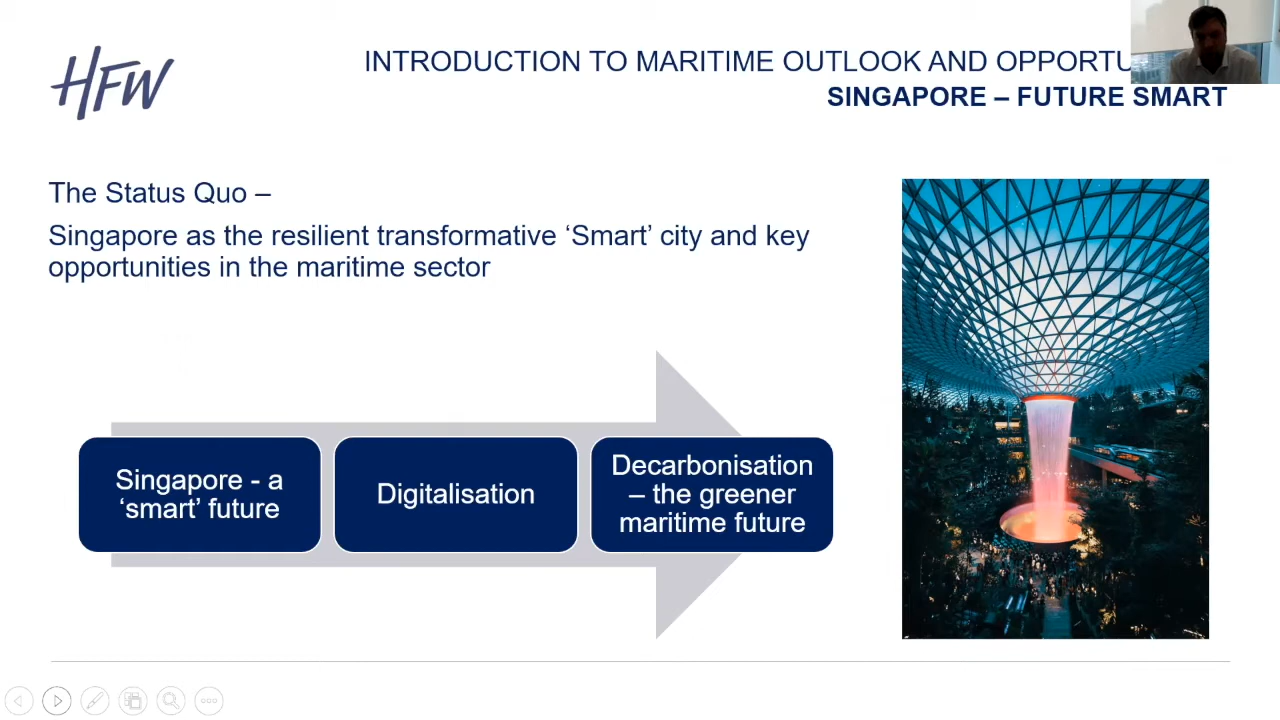 HFW
INTRODUCTION TO MARITIME OUTLOOK AND
SINGAPORE – FUTURE SMART
The Status Quo –
Singapore as the resilient transformative ‘Smart’ city and key
opportunities in the maritime sector
Singapore - a
‘smart’ future
Digitalisation
Decarbonisation
– the greener
maritime future